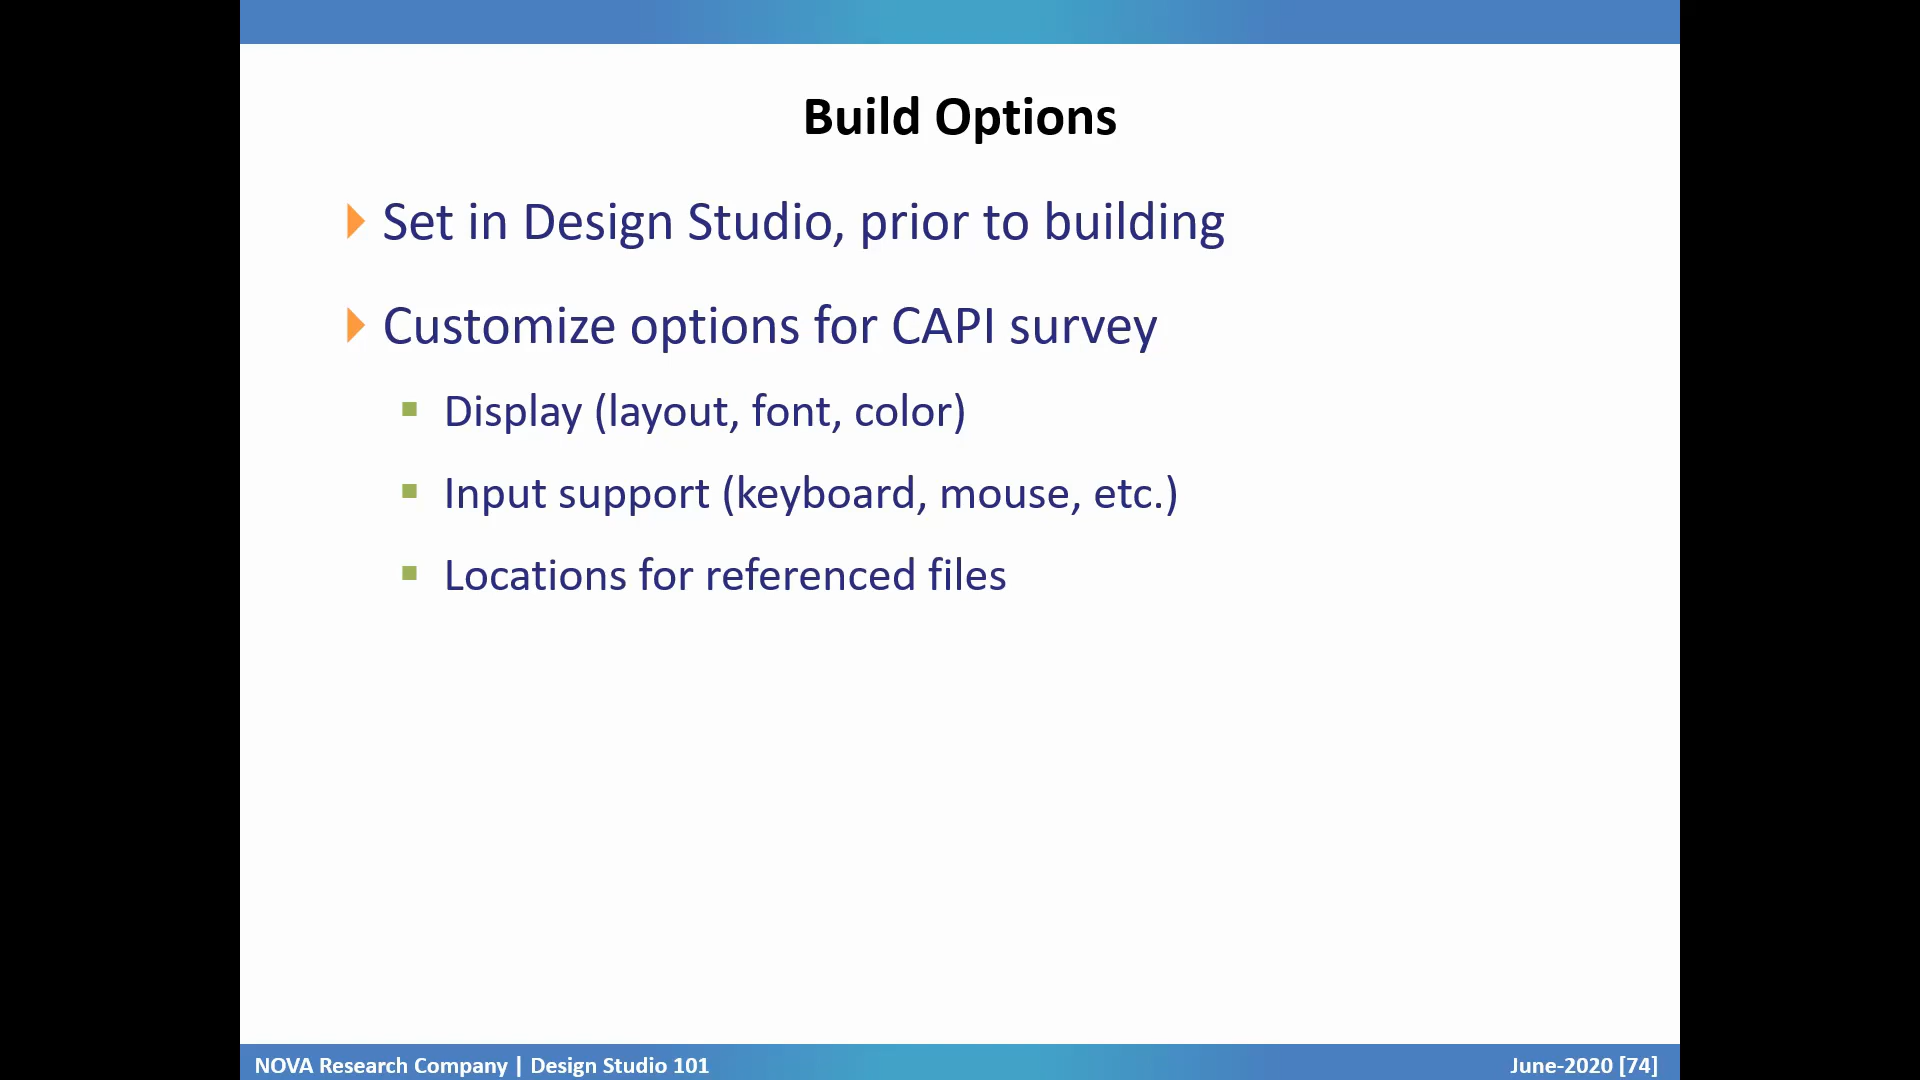 Build Options
Set in Design Studio, prior to building
Customize options for CAPI survey
Display (layout, font, color)
Input support (keyboard, mouse, etc.)
Locations for referenced files
NOVA Research Company | Design Studio 101
June-2020 [74]